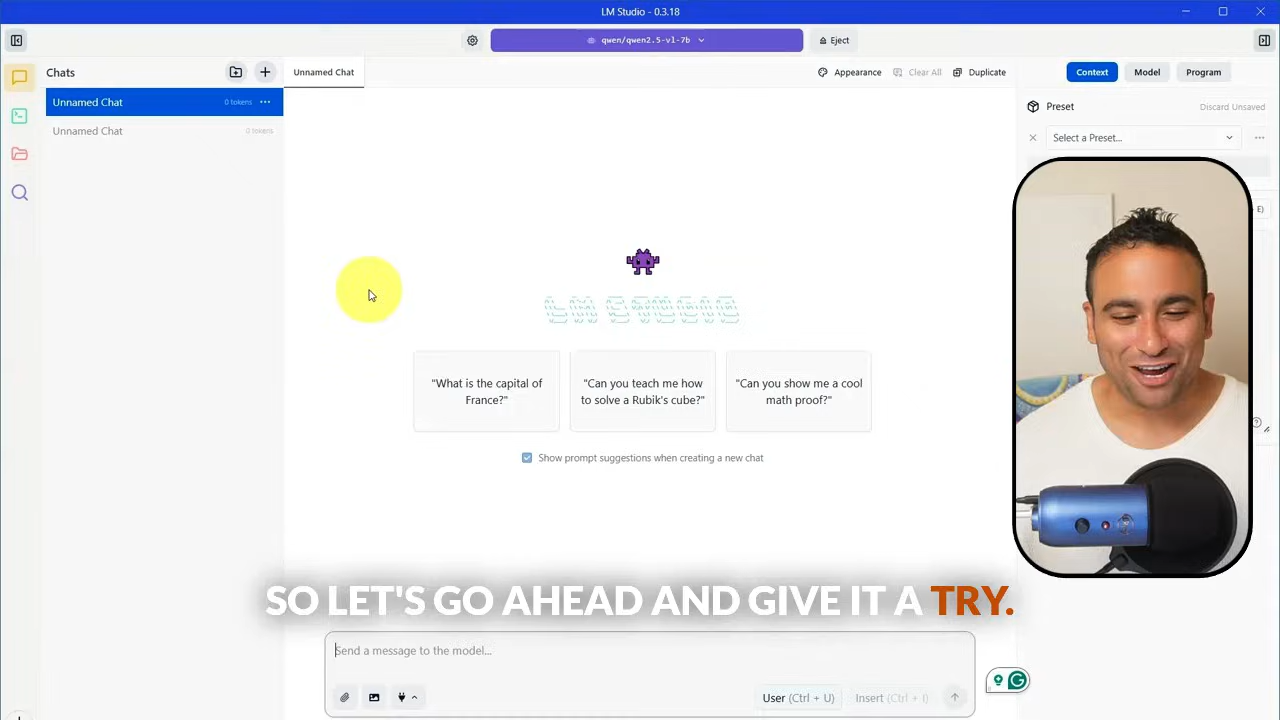 LM Studio - 0.3.18
qwen/qwen2.5-vl-7b
Eject
Chats
Unnamed Chat
Appearance
Clear All
Duplicate
Context
Model
Program
Unnamed Chat
0 tokens
Unnamed Chat
0 tokens
Preset
Discard Unsaved
Select a Preset...
E)
LM STUDIO
"What is the capital of
France?"
"Can you teach me how
to solve a Rubik's cube?"
"Can you show me a cool
math proof?"
Show prompt suggestions when creating a new chat
SO LET'S GO AHEAD AND GIVE IT A TRY.
Send a message to the model...
User (Ctrl + U)
Insert (Ctrl + I)